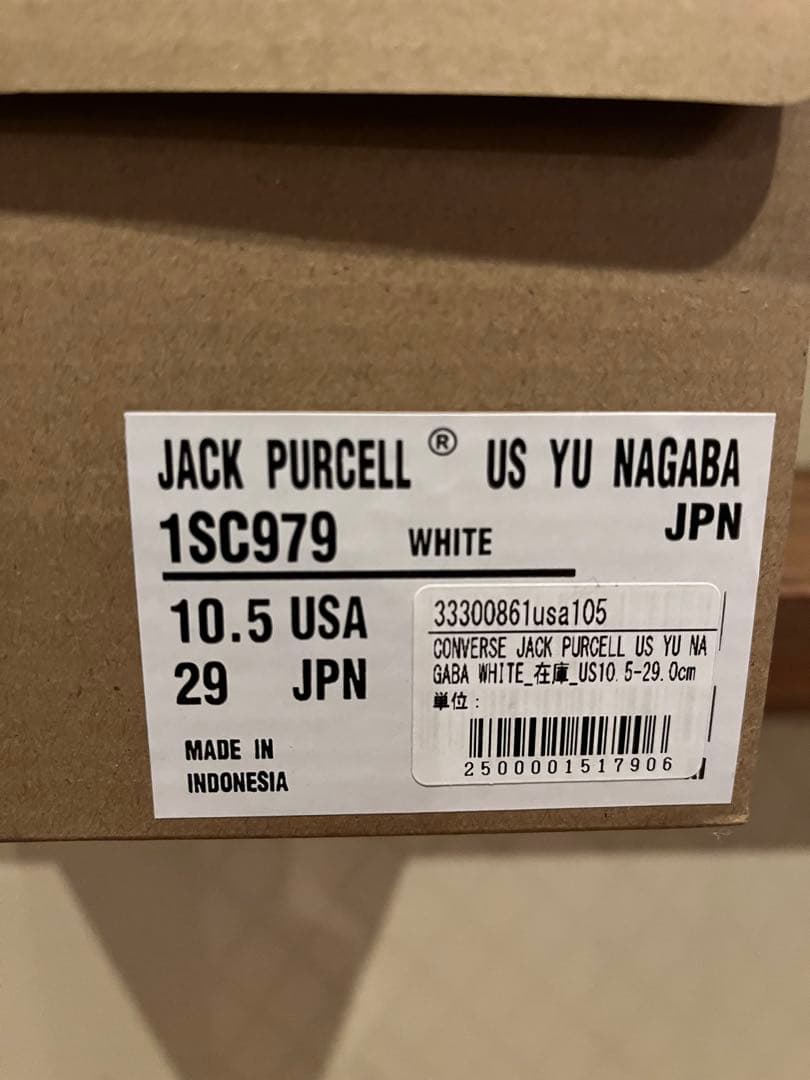 JACK PURCELL ® US YU NAGABA
1SC979 WHITE JPN
10.5 USA
29 JPN
MADE IN
INDONESIA
33300861usa105
CONVERSE JACK PURCELL US YU NA
GABA WHITE_在庫_US10.5-29.0cm
単位:
2500001517906